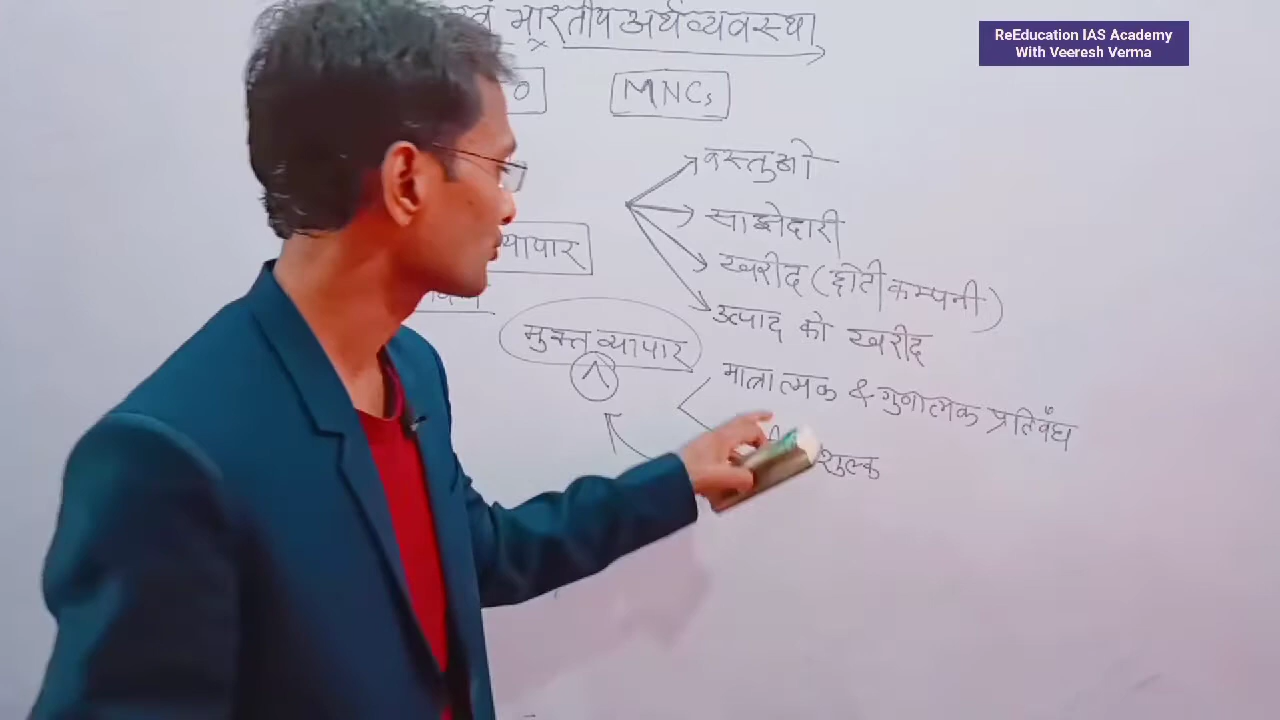 ReEducation IAS Academy
With Veeresh Verma
एवं भारतीय अर्थव्यवस्था
MNCs
वस्तुओ
साझेदारी
व्यापार
खरीद (छोटी कम्पनी)
उत्पाद को खरीद
मुक्त व्यापार
मात्रात्मक & गुणात्मक प्रतिबंध
शुल्क